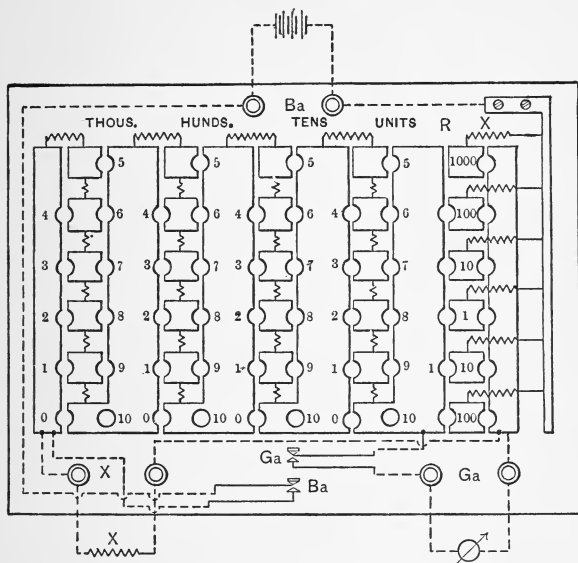 Ba
THOUS. HUNDS. TENS UNITS R X
5 5 5 5 1000
4 6 4 6 4 6 4 6 100
3 7 3 7 3 7 3 7 10
2 8 2 8 2 8 2 8 1
1 9 1 9 1 9 1 9 1 10
0 10 0 10 0 10 0 10 100
Ga
X Ga
Ba
X